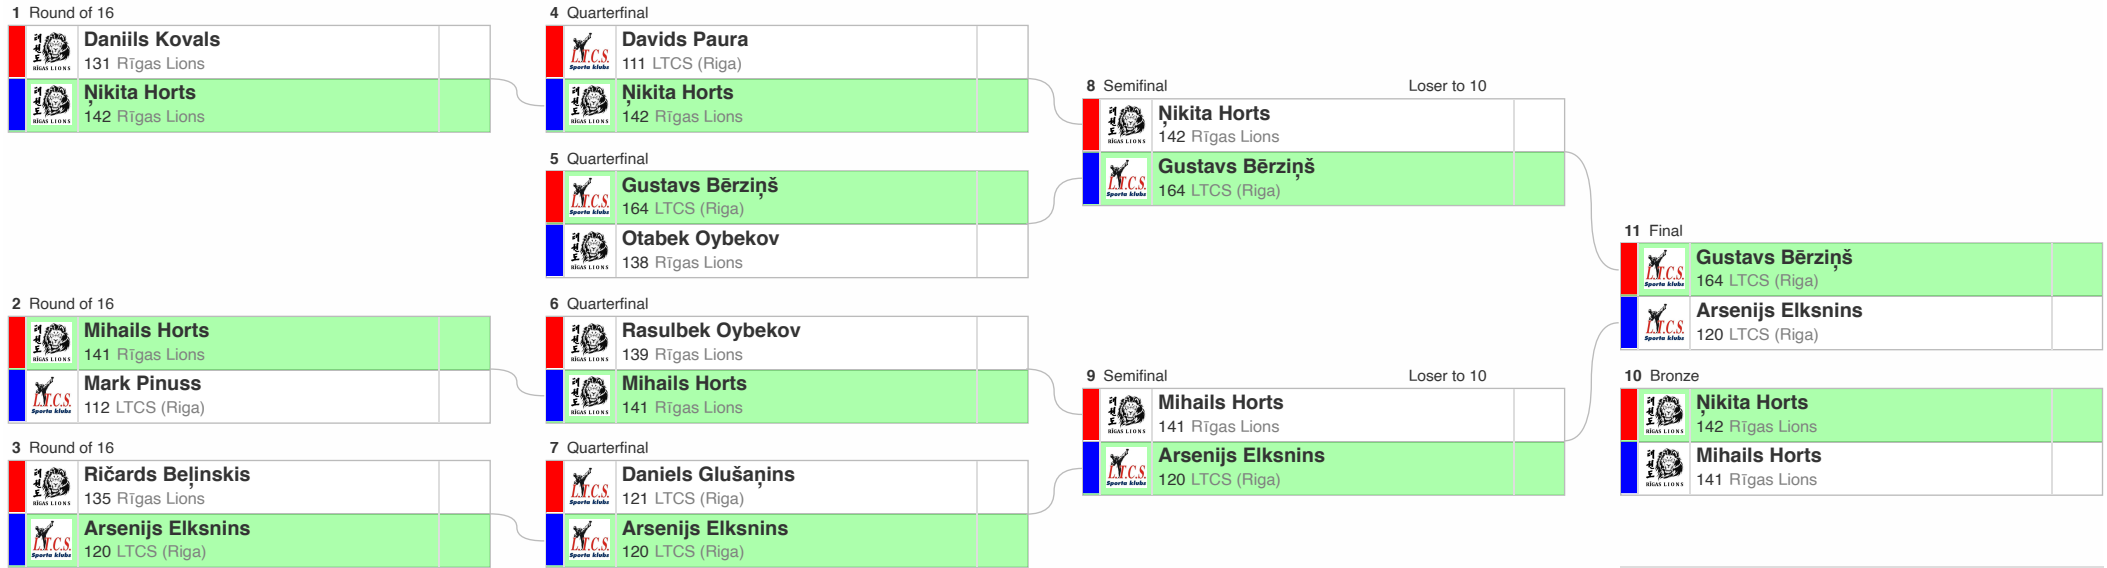 1 Round of 16
Daniils Kovals
131 Rīgas Lions
Ņikita Horts
142 Rīgas Lions
2 Round of 16
Mihails Horts
141 Rīgas Lions
Mark Pinuss
112 LTCS (Riga)
3 Round of 16
Ričards Beļinskis
135 Rīgas Lions
Arsenijs Elksnins
120 LTCS (Riga)
4 Quarterfinal
Davids Paura
111 LTCS (Riga)
Ņikita Horts
142 Rīgas Lions
5 Quarterfinal
Gustavs Bērziņš
164 LTCS (Riga)
Otabek Oybekov
138 Rīgas Lions
6 Quarterfinal
Rasulbek Oybekov
139 Rīgas Lions
Mihails Horts
141 Rīgas Lions
7 Quarterfinal
Daniels Glušaņins
121 LTCS (Riga)
Arsenijs Elksnins
120 LTCS (Riga)
8 Semifinal Loser to 10
Ņikita Horts
142 Rīgas Lions
Gustavs Bērziņš
164 LTCS (Riga)
9 Semifinal Loser to 10
Mihails Horts
141 Rīgas Lions
Arsenijs Elksnins
120 LTCS (Riga)
11 Final
Gustavs Bērziņš
164 LTCS (Riga)
Arsenijs Elksnins
120 LTCS (Riga)
10 Bronze
Ņikita Horts
142 Rīgas Lions
Mihails Horts
141 Rīgas Lions